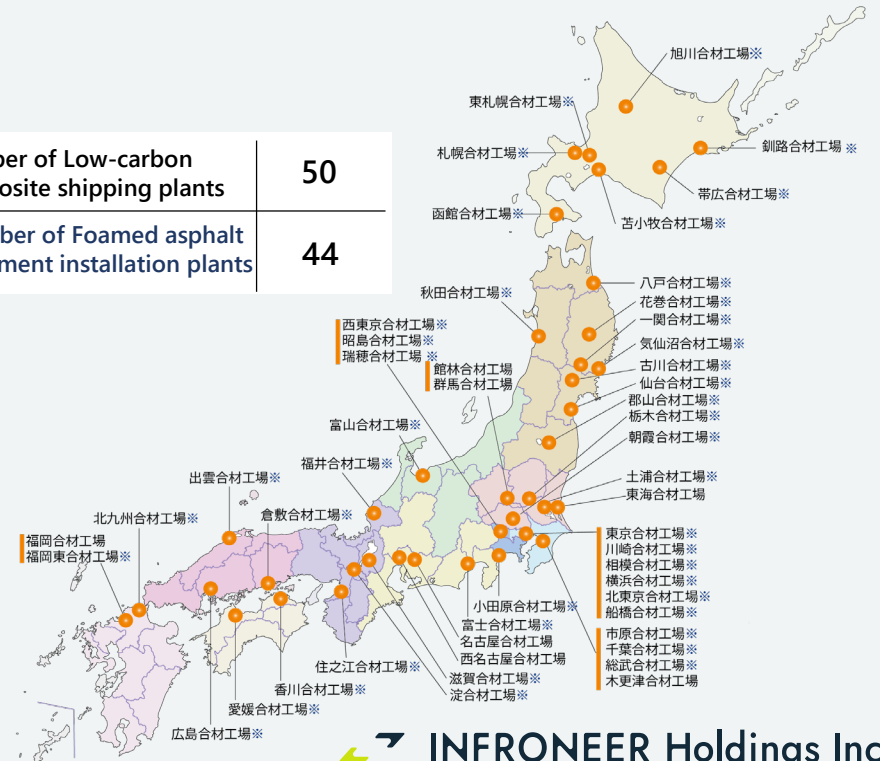 旭川合材工場※
東札幌合材工場※
札幌合材工場※
釧路合材工場 ※
帯広合材工場※
苫小牧合材工場※
函館合材工場※
ber of Low-carbon
posite shipping plants
50
ber of Foamed asphalt
ment installation plants
44
秋田合材工場※
八戸合材工場※
花巻合材工場※
一関合材工場※
気仙沼合材工場※
古川合材工場※
仙台合材工場※
郡山合材工場※
栃木合材工場※
朝霞合材工場※
土浦合材工場※
東海合材工場
西東京合材工場※
昭島合材工場※
瑞穂合材工場 ※
館林合材工場
群馬合材工場
富山合材工場※
福井合材工場※
出雲合材工場※
倉敷合材工場※
北九州合材工場※
福岡合材工場
福岡東合材工場※
東京合材工場※
川崎合材工場※
相模合材工場※
横浜合材工場※
北東京合材工場※
船橋合材工場※
市原合材工場※
千葉合材工場※
総武合材工場※
木更津合材工場
小田原合材工場※
富士合材工場※
名古屋合材工場
西名古屋合材工場
滋賀合材工場※
淀合材工場※
住之江合材工場※
香川合材工場※
愛媛合材工場※
広島合材工場※
INFRONEER Holdings Inc